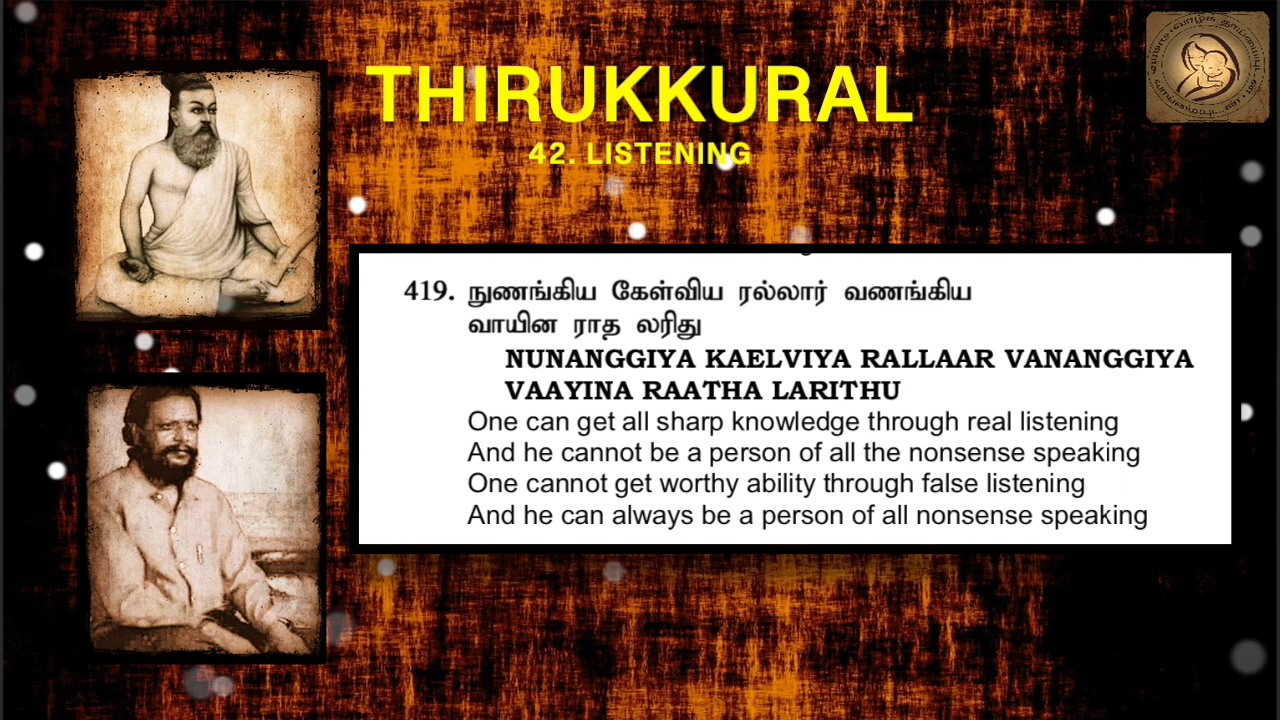 THIRUKKURAL
42. LISTENING
419. நுணங்கிய கேள்விய ரல்லார் வணங்கிய
வாயின ராத லரிது
NUNANGGIYA KAELVIYA RALLAAR VANANGGIYA
VAAYINA RAATHA LARITHU
One can get all sharp knowledge through real listening
And he cannot be a person of all the nonsense speaking
One cannot get worthy ability through false listening
And he can always be a person of all nonsense speaking